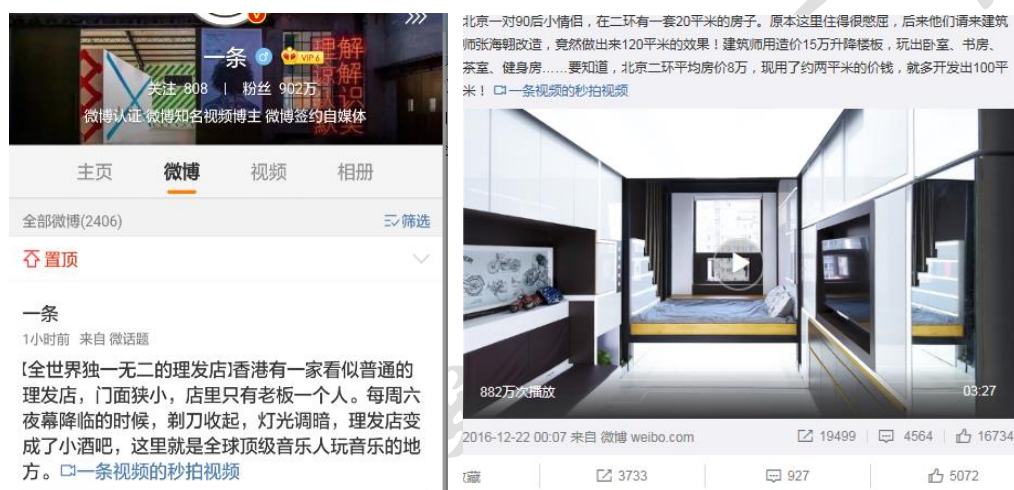 一条 VIP 6
关注 808 | 粉丝 902万
微博认证:微博知名视频博主 微博签约自媒体
主页 微博 视频 相册
全部微博(2406) 筛选
置顶
一条
1小时前 来自 微话题
【全世界独一无二的理发店】香港有一家看似普通的
理发店，门面狭小，店里只有老板一个人。每周六
夜幕降临的时候，剃刀收起，灯光调暗，理发店变
成了小酒吧，这里就是全球顶级音乐人玩音乐的地
方。一条视频的秒拍视频
北京一对90后小情侣，在二环有一套20平米的房子。原本这里住得很憋屈，后来他们请来建筑
师张海翱改造，竟然做出来120平米的效果！建筑师用造价15万升降楼板，玩出卧室、书房、
茶室、健身房……要知道，北京二环平均房价8万，现用了约两平米的价钱，就多开发出100平
米！一条视频的秒拍视频
882万次播放 03:27
2016-12-22 00:07 来自 微博 weibo.com 19499 4564 16734
藏 3733 927 5072